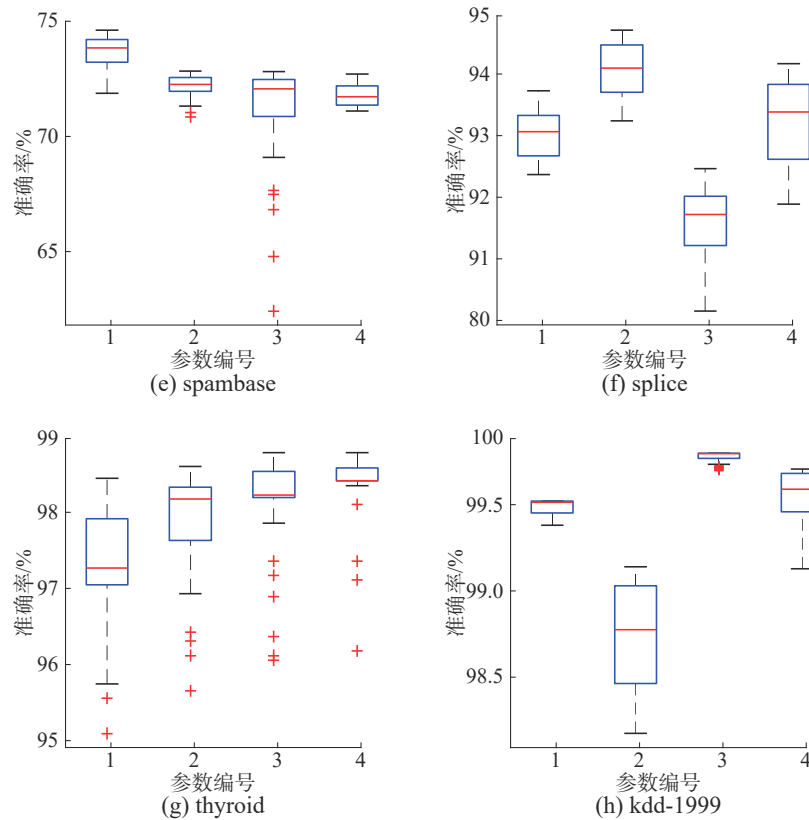 75
70
65
准确率/%
1 2 3 4
参数编号
(e) spambase
95
94
93
92
91
80
准确率/%
1 2 3 4
参数编号
(f) splice
99
98
97
96
95
准确率/%
1 2 3 4
参数编号
(g) thyroid
100
99.5
99.0
98.5
准确率/%
1 2 3 4
参数编号
(h) kdd-1999